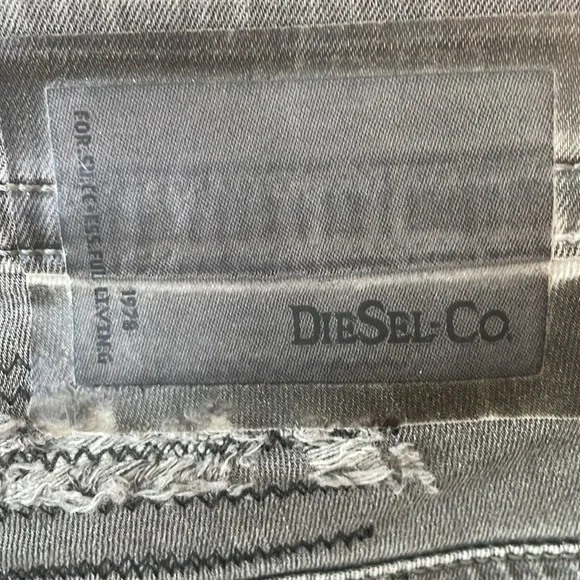 FOR SUCCESSFUL LIVING
1978
DIESEL-CO.